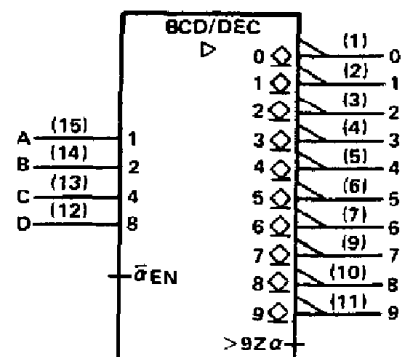 BCD/DEC
▷
0 ◇ (1) 0
1 ◇ (2) 1
2 ◇ (3) 2
A (15) 1 3 ◇ (4) 3
B (14) 2 4 ◇ (5) 4
C (13) 4 5 ◇ (6) 5
D (12) 8 6 ◇ (7) 6
7 ◇ (9) 7
8 ◇ (10) 8
9 ◇ (11) 9
ᾱEN
>9Zα